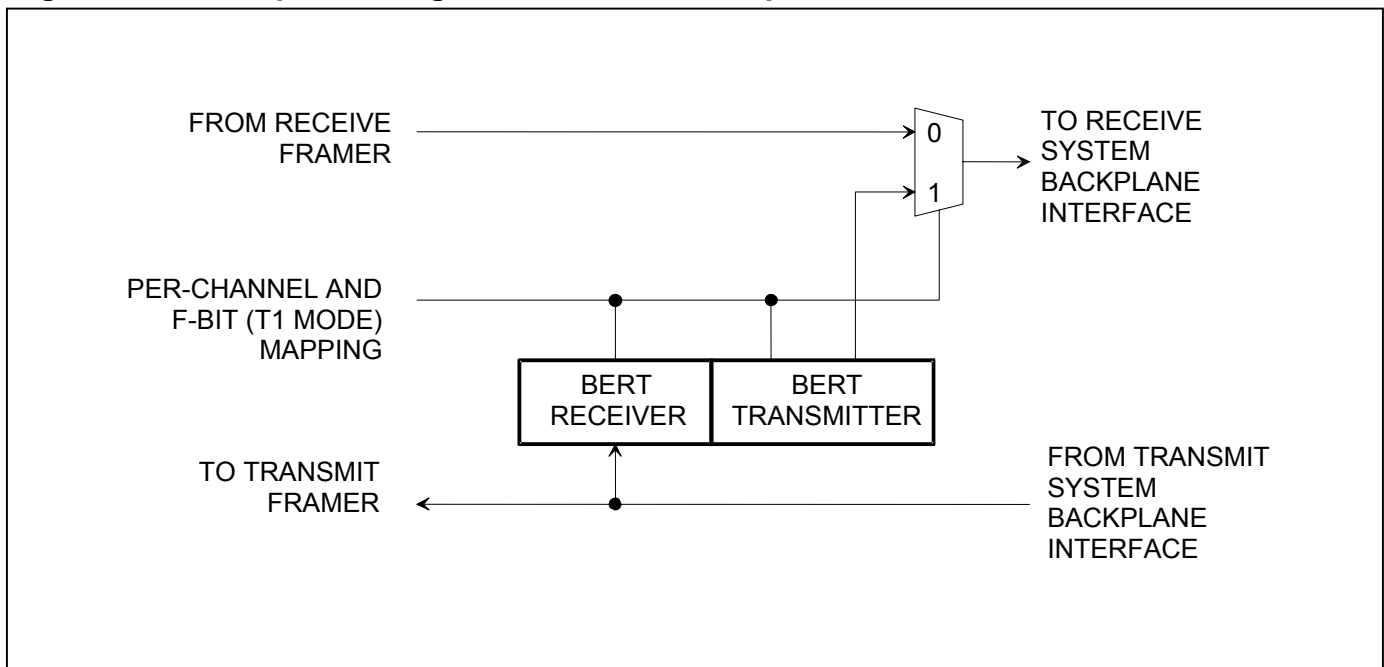 FROM RECEIVE
FRAMER
0
1
TO RECEIVE
SYSTEM
BACKPLANE
INTERFACE
PER-CHANNEL AND
F-BIT (T1 MODE)
MAPPING
BERT
RECEIVER
BERT
TRANSMITTER
TO TRANSMIT
FRAMER
FROM TRANSMIT
SYSTEM
BACKPLANE
INTERFACE